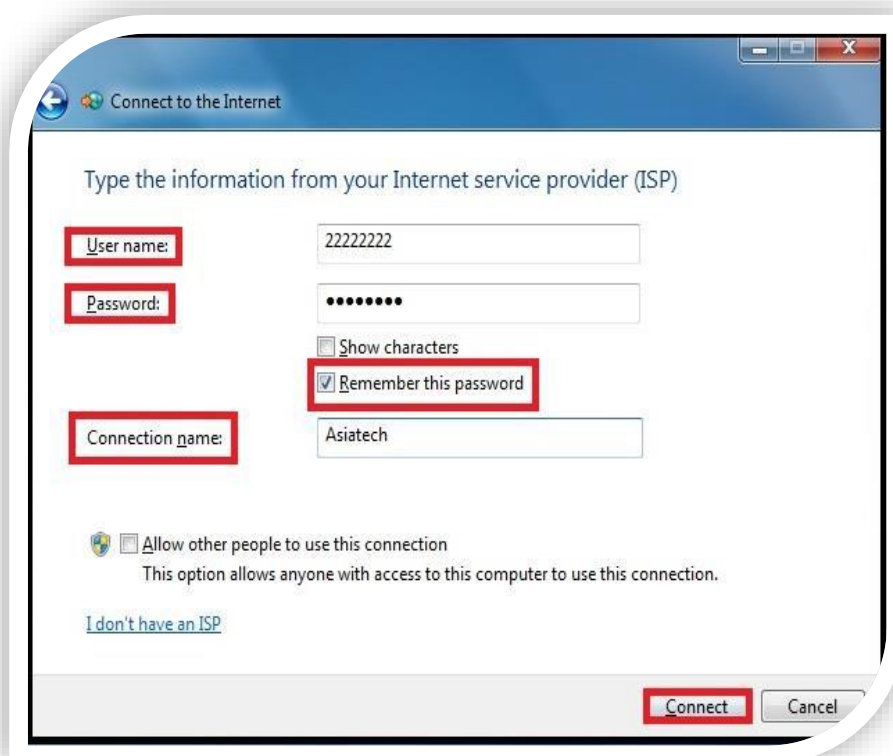 Connect to the Internet
Type the information from your Internet service provider (ISP)
User name: 22222222
Password: ••••••••
Show characters
Remember this password
Connection name: Asiatech
Allow other people to use this connection
This option allows anyone with access to this computer to use this connection.
I don't have an ISP
Connect Cancel